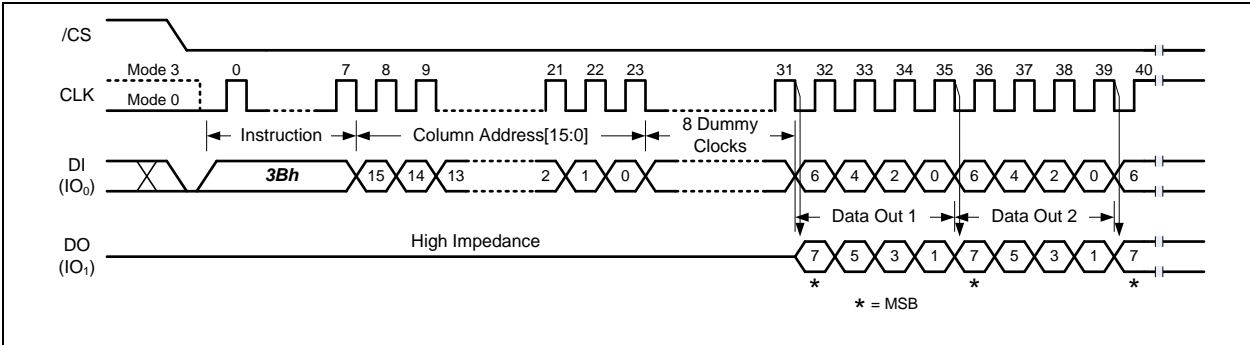 /CS
Mode 3 0 7 8 9 21 22 23 31 32 33 34 35 36 37 38 39 40
CLK
Mode 0
Instruction Column Address[15:0] 8 Dummy Clocks
DI
(IO₀)
3Bh 15 14 13 2 1 0 6 4 2 0 6 4 2 0 6
Data Out 1 Data Out 2
DO
(IO₁)
High Impedance 7 5 3 1 7 5 3 1 7
* * *
* = MSB